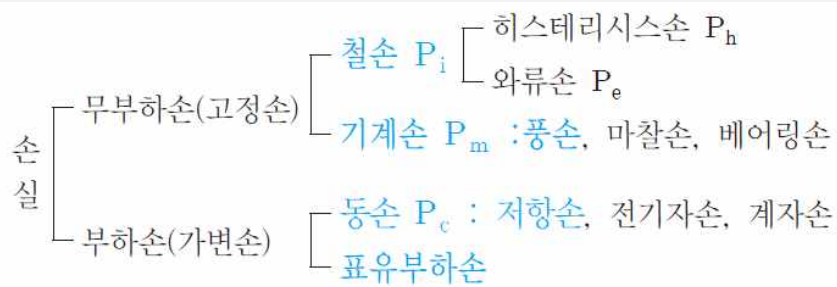 히스테리시스손 Ph
철손 Pi
와류손 Pe
무부하손(고정손)
기계손 Pm :풍손, 마찰손, 베어링손
손실
동손 Pc : 저항손, 전기자손, 계자손
부하손(가변손)
표유부하손